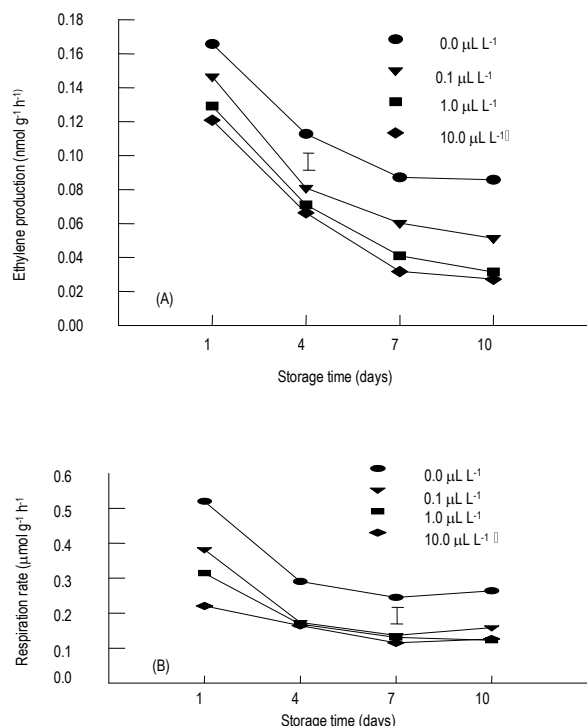 0.18
0.16
0.14
0.12
0.10
0.08
0.06
0.04
0.02
0.00
Ethylene production (nmol g⁻¹ h⁻¹)
0.0 µL L⁻¹
0.1 µL L⁻¹
1.0 µL L⁻¹
10.0 µL L⁻¹▯
(A)
1 4 7 10
Storage time (days)
0.6
0.5
0.4
0.3
0.2
0.1
0.0
Respiration rate (µmol g⁻¹ h⁻¹)
0.0 µL L⁻¹
0.1 µL L⁻¹
1.0 µL L⁻¹
10.0 µL L⁻¹ ▯
(B)
1 4 7 10
Storage time (days)